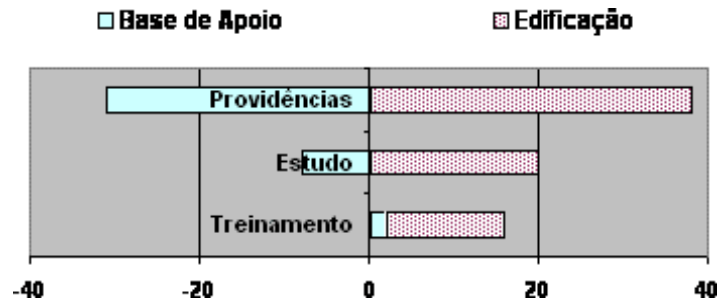 Base de Apoio Edificação
Providências
Estudo
Treinamento
-40 -20 0 20 40